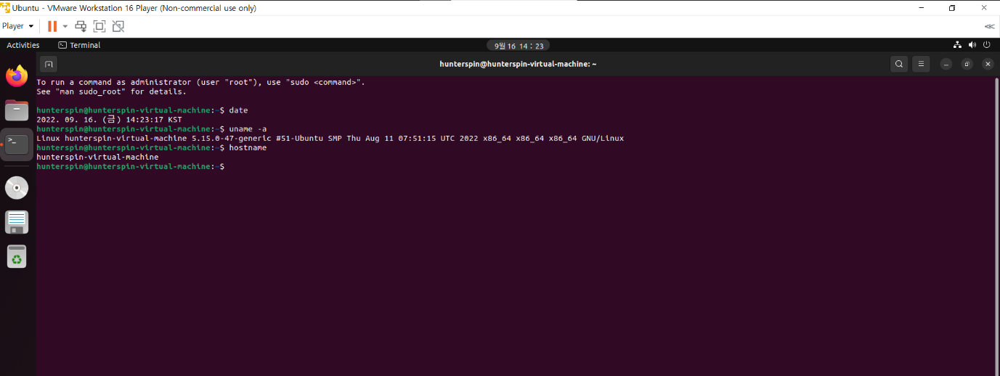 Ubuntu - VMware Workstation 16 Player (Non-commercial use only)
Player
Activities
Terminal
9월 16 14 : 23
hunterspin@hunterspin-virtual-machine: ~
To run a command as administrator (user "root"), use "sudo <command>".
See "man sudo_root" for details.
hunterspin@hunterspin-virtual-machine:~$ date
2022. 09. 16. (금) 14:23:17 KST
hunterspin@hunterspin-virtual-machine:~$ uname -a
Linux hunterspin-virtual-machine 5.15.0-47-generic #51-Ubuntu SMP Thu Aug 11 07:51:15 UTC 2022 x86_64 x86_64 x86_64 GNU/Linux
hunterspin@hunterspin-virtual-machine:~$ hostname
hunterspin-virtual-machine
hunterspin@hunterspin-virtual-machine:~$